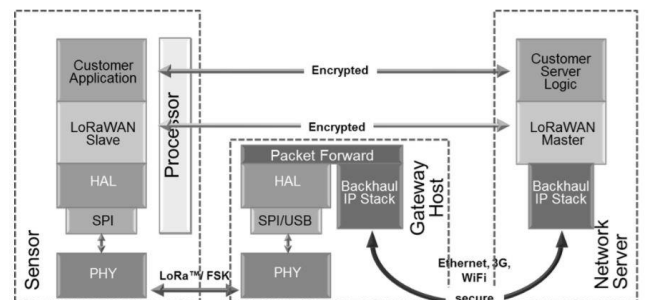 Customer
Application
LoRaWAN
Slave
HAL
SPI
PHY
Sensor
Processor
Encrypted
Encrypted
LoRa™/ FSK
Packet Forward
HAL
SPI/USB
PHY
Backhaul
IP Stack
Gateway
Host
Ethernet, 3G,
WiFi
secure
Customer
Server
Logic
LoRaWAN
Master
Backhaul
IP Stack
Network
Server